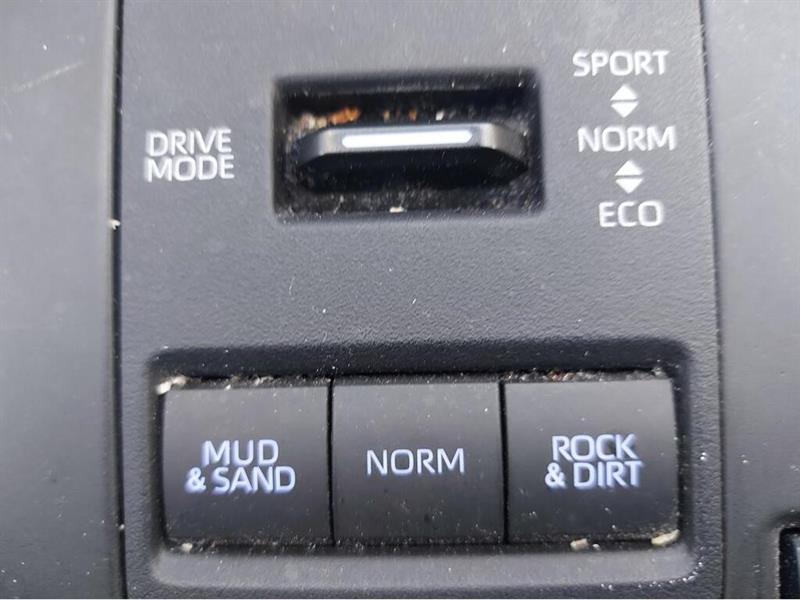 DRIVE
MODE
SPORT
NORM
ECO
MUD
& SAND
NORM
ROCK
& DIRT